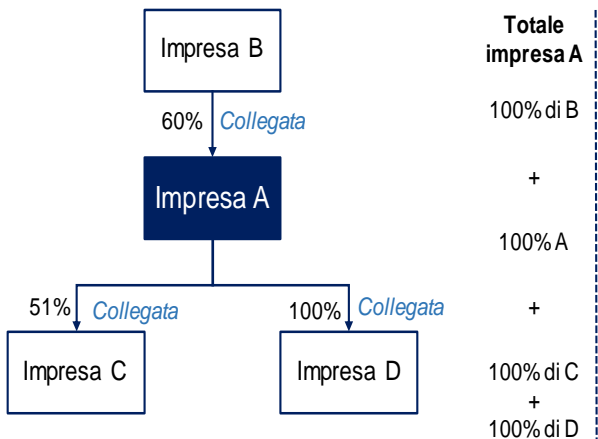 Impresa B
60% Collegata
Impresa A
51% Collegata
100% Collegata
Impresa C
Impresa D
Totale
impresa A
100% di B
+
100% A
+
100% di C
+
100% di D